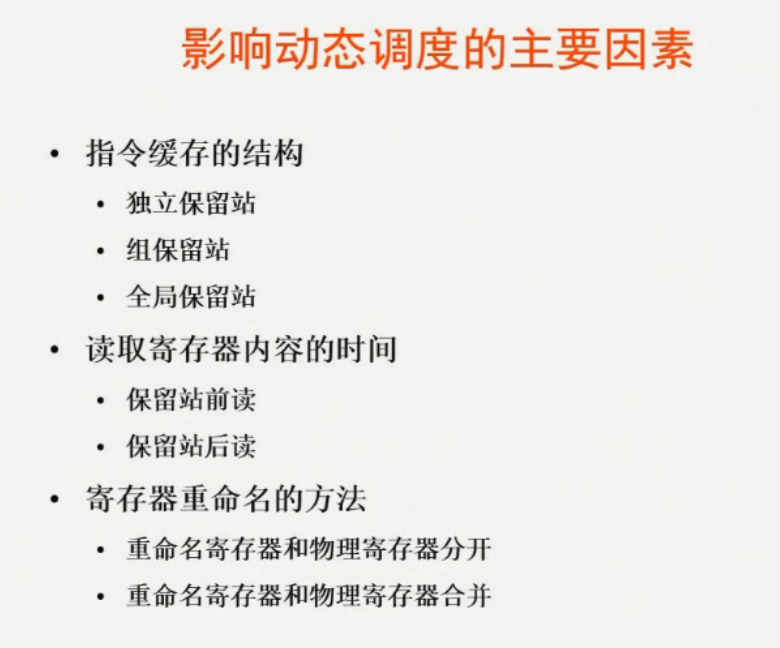 影响动态调度的主要因素
• 指令缓存的结构
• 独立保留站
• 组保留站
• 全局保留站
• 读取寄存器内容的时间
• 保留站前读
• 保留站后读
• 寄存器重命名的方法
• 重命名寄存器和物理寄存器分开
• 重命名寄存器和物理寄存器合并